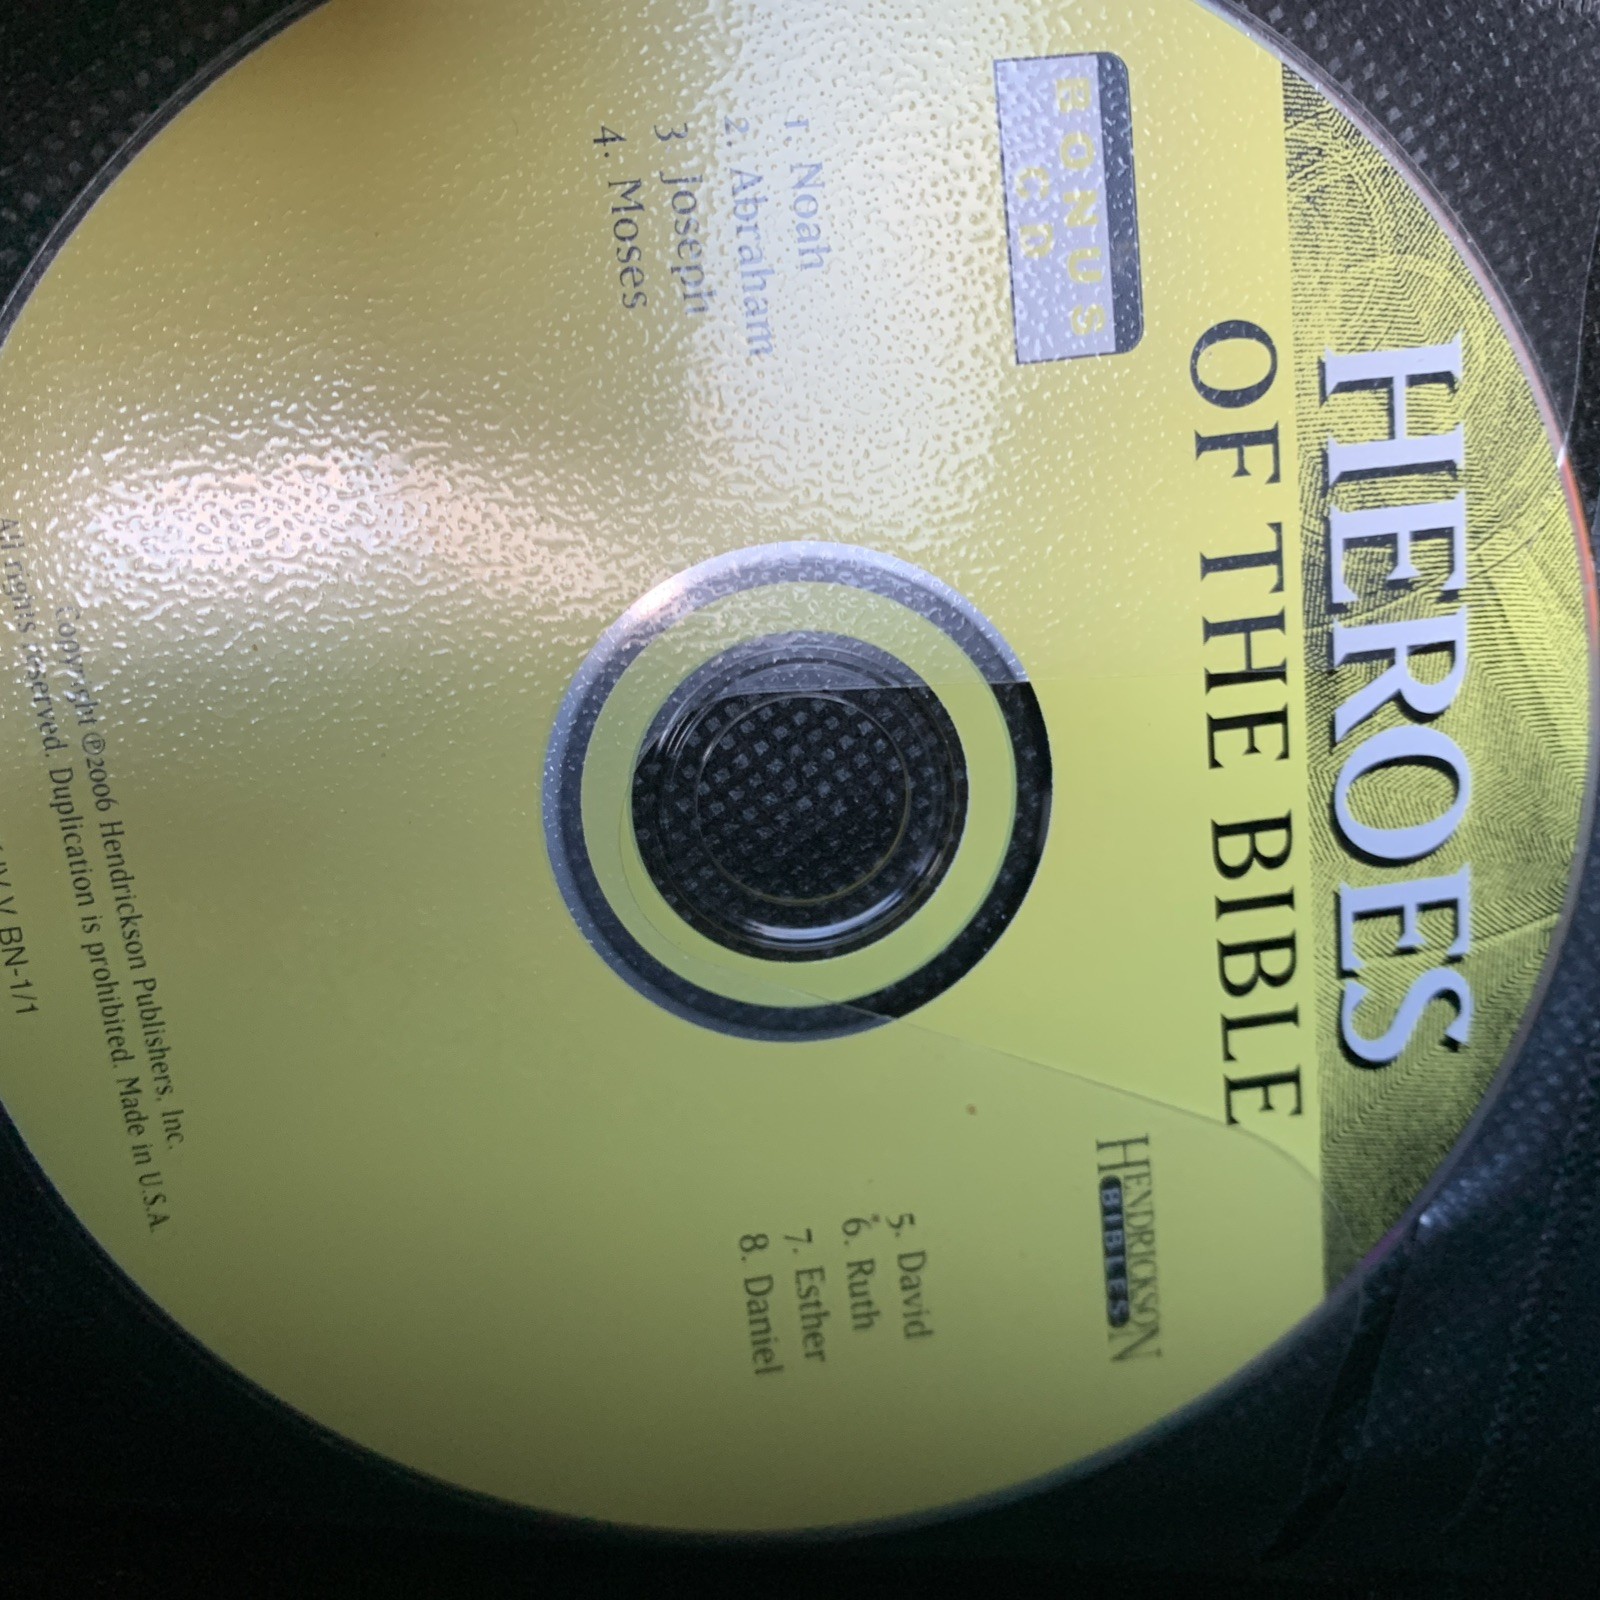 HEROES
OF THE BIBLE
BONUS
CD
HENDRICKSON
BIBLES
1. Noah
2. Abraham
3 Joseph
4. Moses
5. David
6. Ruth
7. Esther
8. Daniel
Copyright ℗2006 Hendrickson Publishers, Inc.
All rights reserved. Duplication is prohibited. Made in U.S.A.
BN-1/1